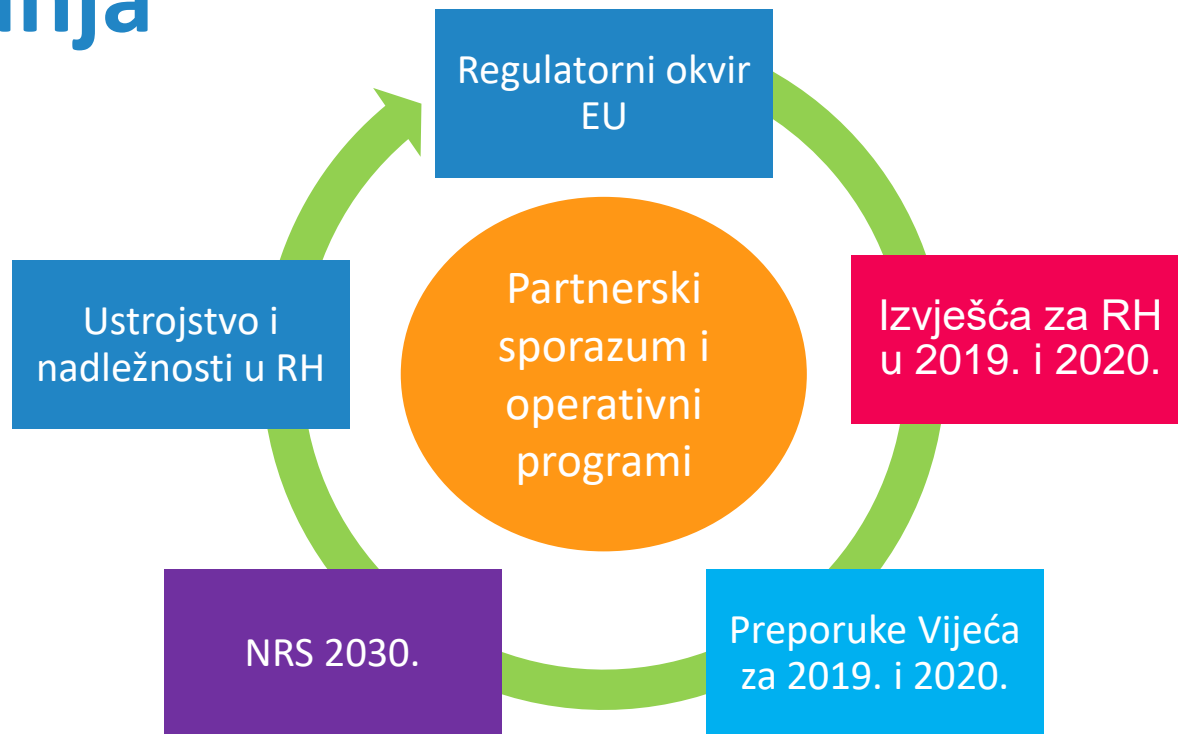 Regulatorni okvir
EU
Izvješća za RH
u 2019. i 2020.
Preporuke Vijeća
za 2019. i 2020.
NRS 2030.
Ustrojstvo i
nadležnosti u RH
Partnerski
sporazum i
operativni
programi